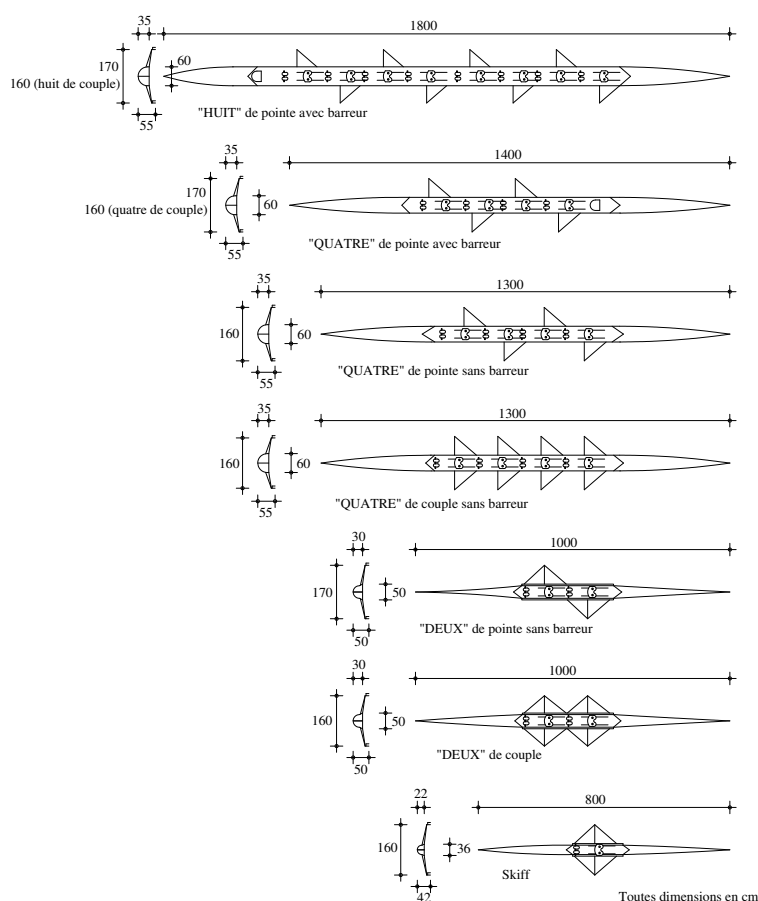 35 1800
170 60
160 (huit de couple)
55
"HUIT" de pointe avec barreur
35 1400
170
160 (quatre de couple) 60
55
"QUATRE" de pointe avec barreur
35 1300
160 60
55
"QUATRE" de pointe sans barreur
35 1300
160 60
55
"QUATRE" de couple sans barreur
30 1000
170 50
50
"DEUX" de pointe sans barreur
30 1000
160 50
50
"DEUX" de couple
22 800
160 36
42
Skiff
Toutes dimensions en cm